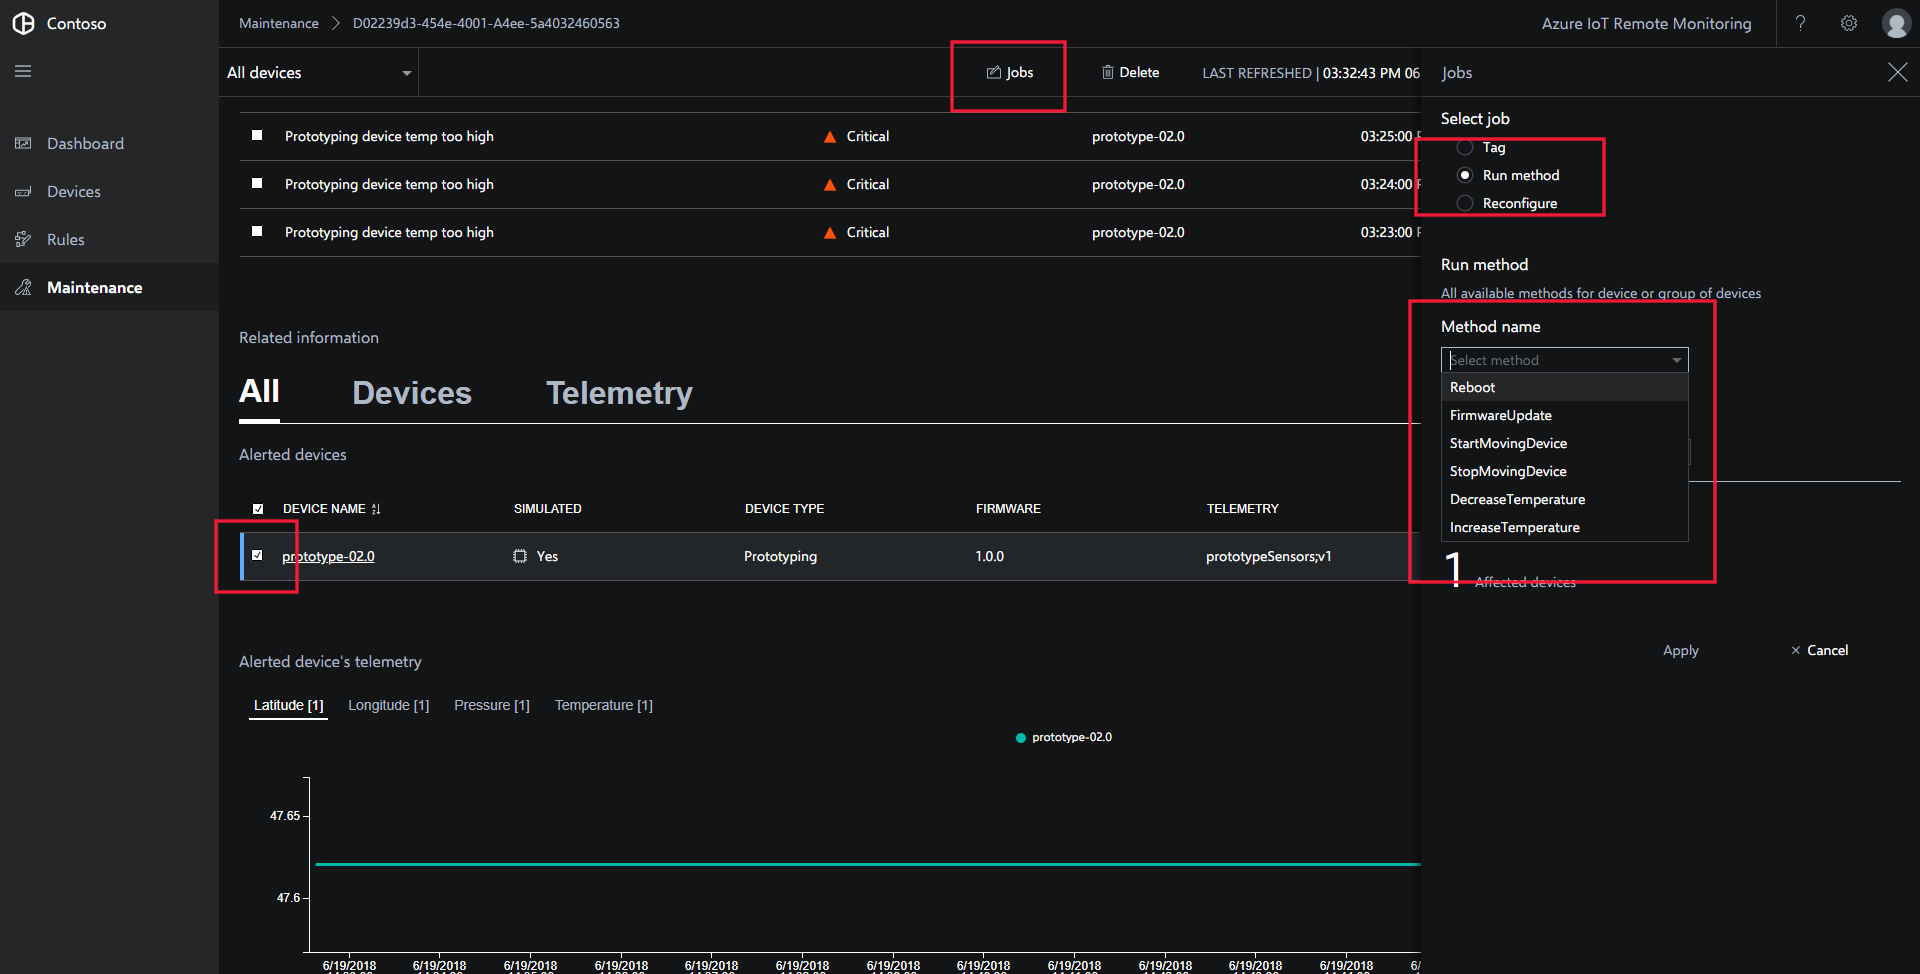 Contoso
Maintenance D02239d3-454e-4001-A4ee-5a4032460563
Azure IoT Remote Monitoring
?
All devices
Jobs
Delete
LAST REFRESHED | 03:32:43 PM 06
Dashboard
Devices
Rules
Maintenance
Prototyping device temp too high Critical prototype-02.0 03:25:00
Prototyping device temp too high Critical prototype-02.0 03:24:00
Prototyping device temp too high Critical prototype-02.0 03:23:00
Related information
All Devices Telemetry
Alerted devices
DEVICE NAME SIMULATED DEVICE TYPE FIRMWARE TELEMETRY
prototype-02.0 Yes Prototyping 1.0.0 prototypeSensors;v1
Alerted device's telemetry
Latitude [1] Longitude [1] Pressure [1] Temperature [1]
prototype-02.0
47.65
47.6
6/19/2018 6/19/2018 6/19/2018 6/19/2018 6/19/2018 6/19/2018 6/19/2018 6/19/2018 6/19/2018 6/19/2018 6/19/2018 6/19/2018 6/
Jobs
Select job
Tag
Run method
Reconfigure
Run method
All available methods for device or group of devices
Method name
Select method
Reboot
FirmwareUpdate
StartMovingDevice
StopMovingDevice
DecreaseTemperature
IncreaseTemperature
1 Affected devices
Apply
Cancel